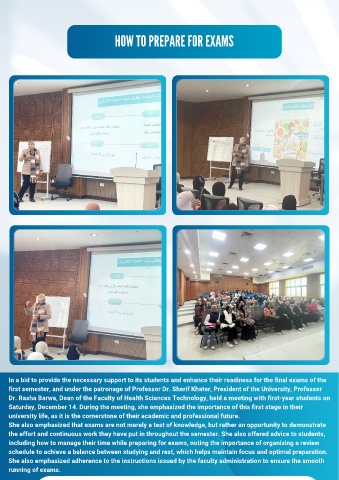 HOW TO PREPARE FOR EXAMS
In a bid to provide the necessary support to its students and enhance their readiness for the final exams of the
first semester, and under the patronage of Professor Dr. Sherif Khater, President of the University, Professor
Dr. Rasha Barwa, Dean of the Faculty of Health Sciences Technology, held a meeting with first-year students on
Saturday, December 14. During the meeting, she emphasized the importance of this first stage in their
university life, as it is the cornerstone of their academic and professional future.
She also emphasized that exams are not merely a test of knowledge, but rather an opportunity to demonstrate
the effort and continuous work they have put in throughout the semester. She also offered advice to students,
including how to manage their time while preparing for exams, noting the importance of organizing a review
schedule to achieve a balance between studying and rest, which helps maintain focus and optimal preparation.
She also emphasized adherence to the instructions issued by the faculty administration to ensure the smooth
running of exams.